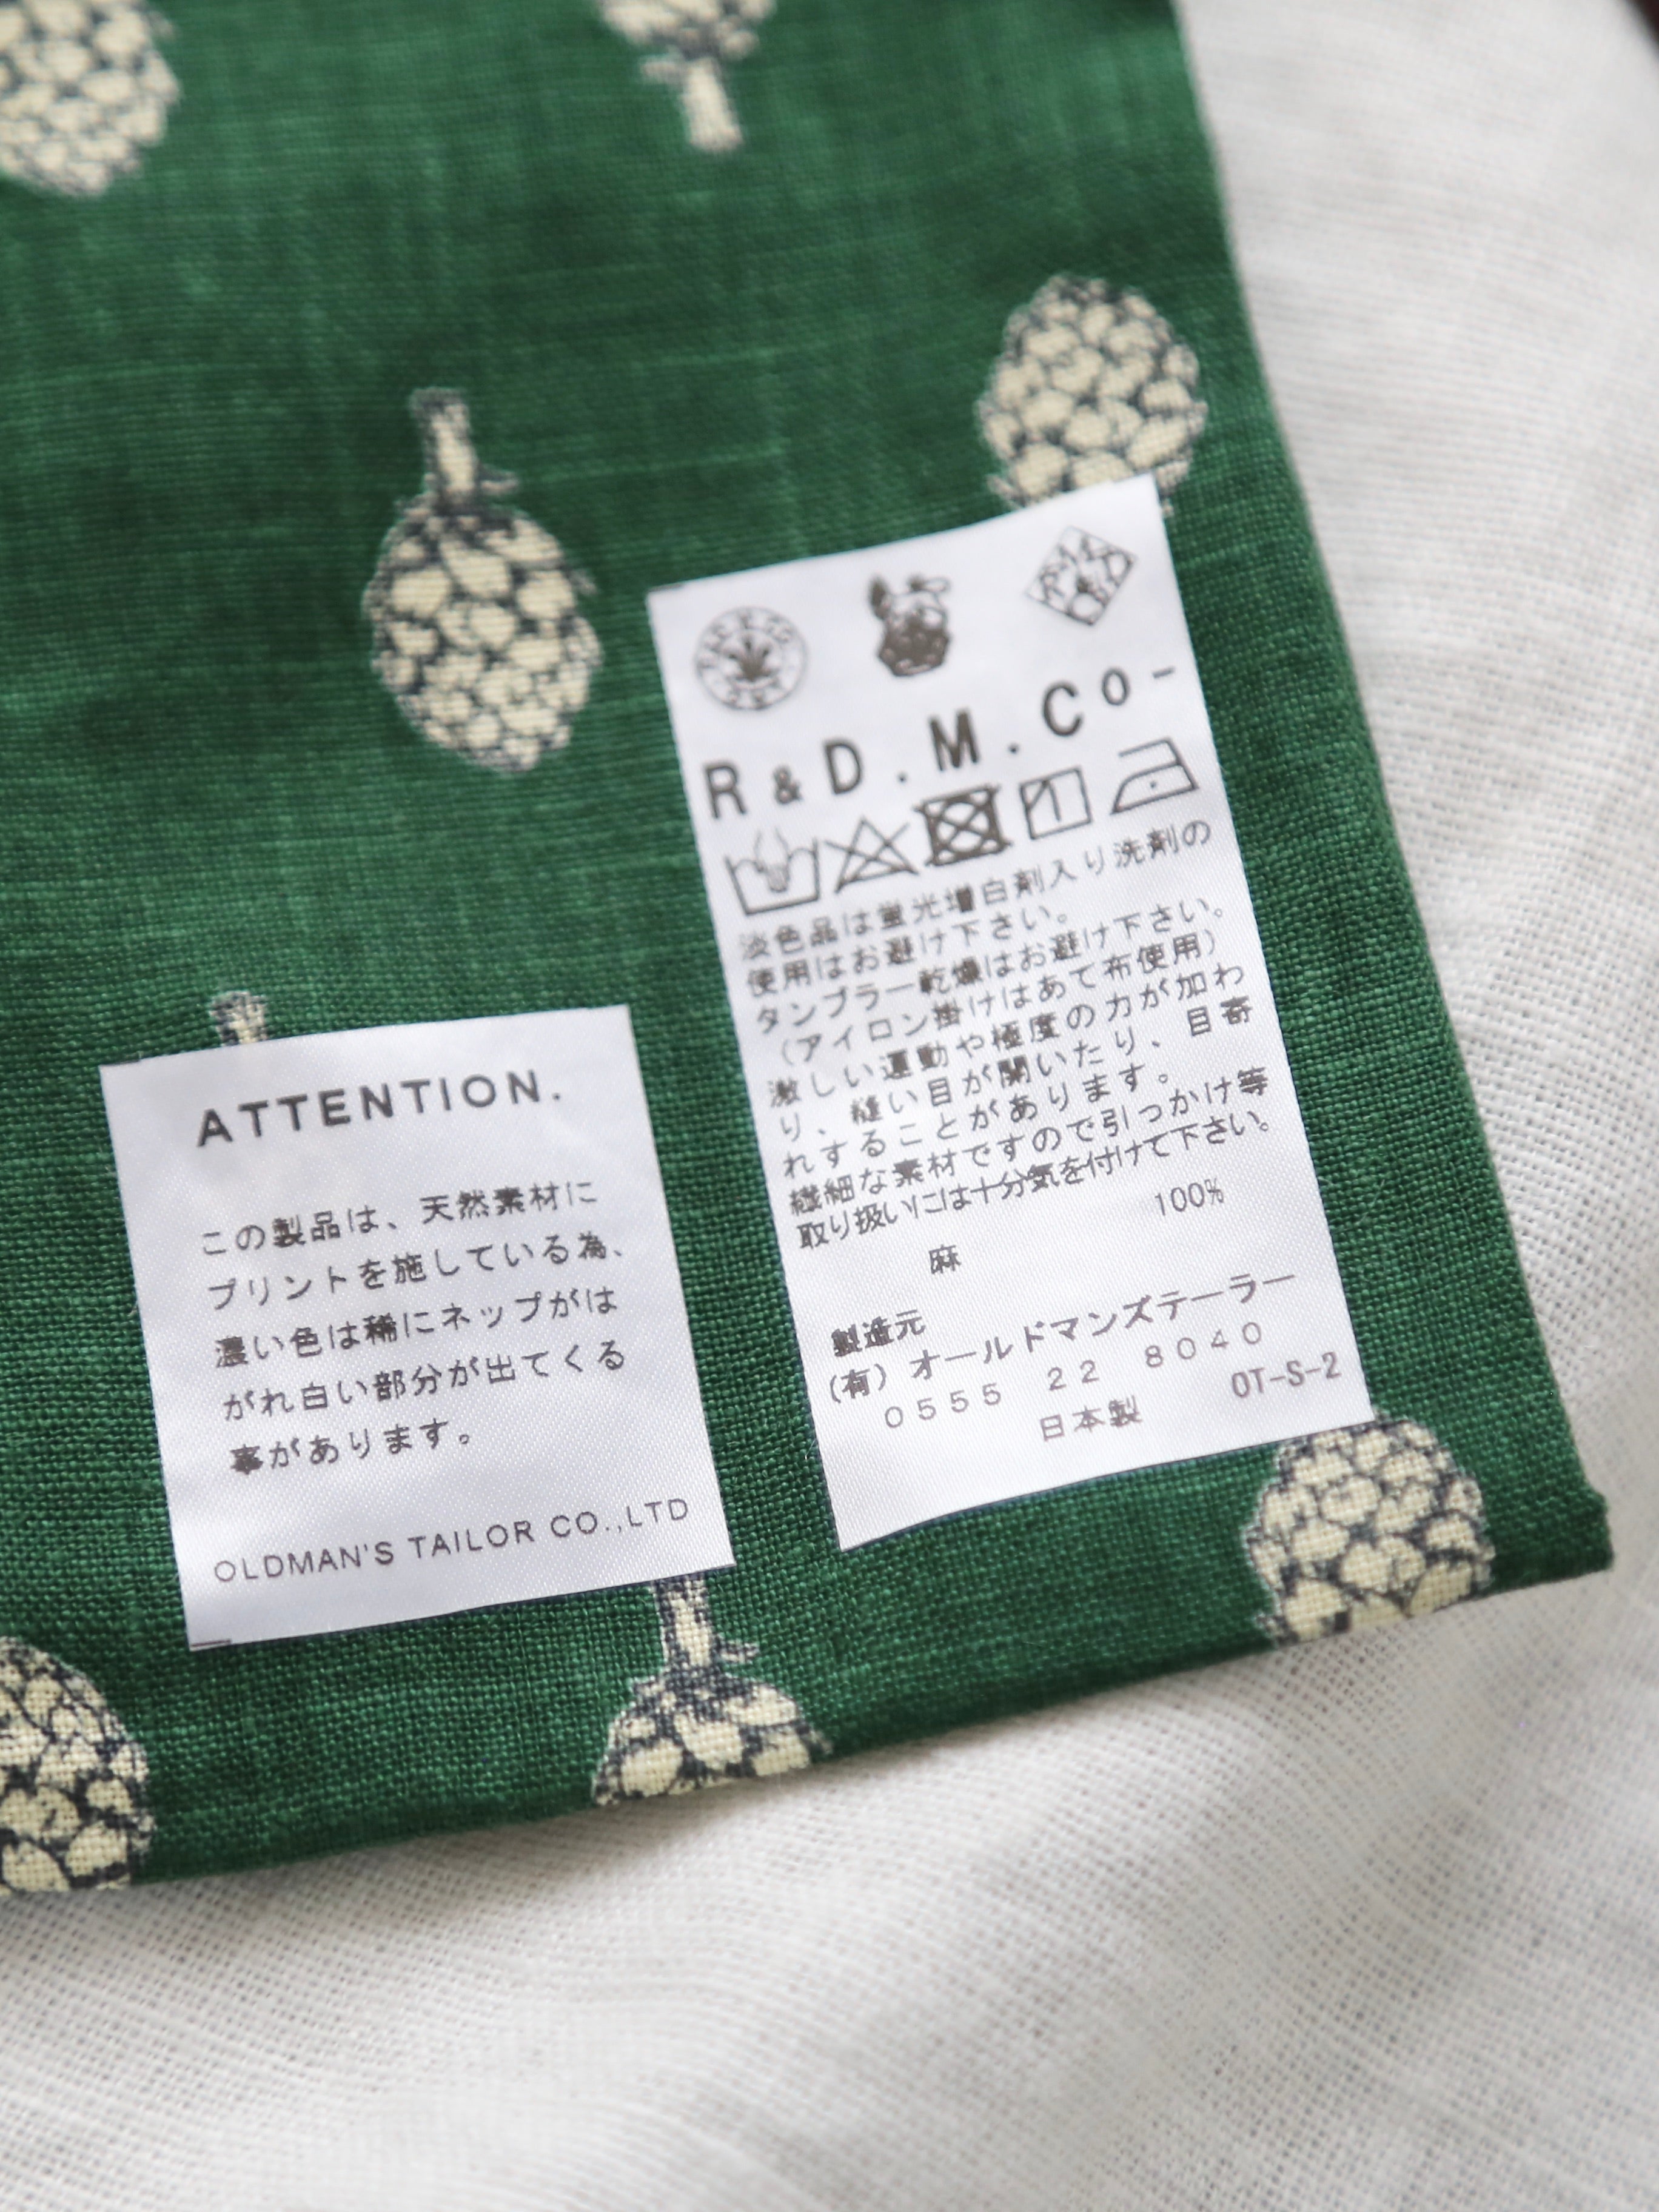 R&D.M.Co-
淡色品は蛍光増白剤入り洗剤の
使用はお避け下さい。
タンブラー乾燥はお避け下さい。
（アイロン掛けはあて布使用）
激しい運動や極度の力が加わ
り、縫い目が開いたり、目寄
れすることがあります。
繊細な素材ですので引っかけ等
取り扱いには十分気を付けて下さい。
麻 100%
製造元
(有) オールドマンズテーラー
0555 22 8040
日本製 OT-S-2
ATTENTION.
この製品は、天然素材に
プリントを施している為、
濃い色は稀にネップがは
がれ白い部分が出てくる
事があります。
OLDMAN'S TAILOR CO.,LTD